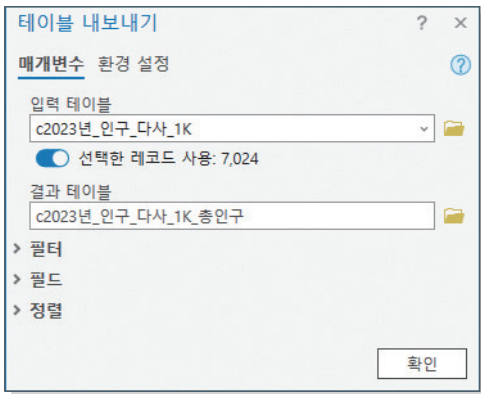 테이블 내보내기 ? ×
매개변수 환경 설정 ?
입력 테이블
c2023년_인구_다사_1K
선택한 레코드 사용: 7,024
결과 테이블
c2023년_인구_다사_1K_총인구
> 필터
> 필드
> 정렬
확인